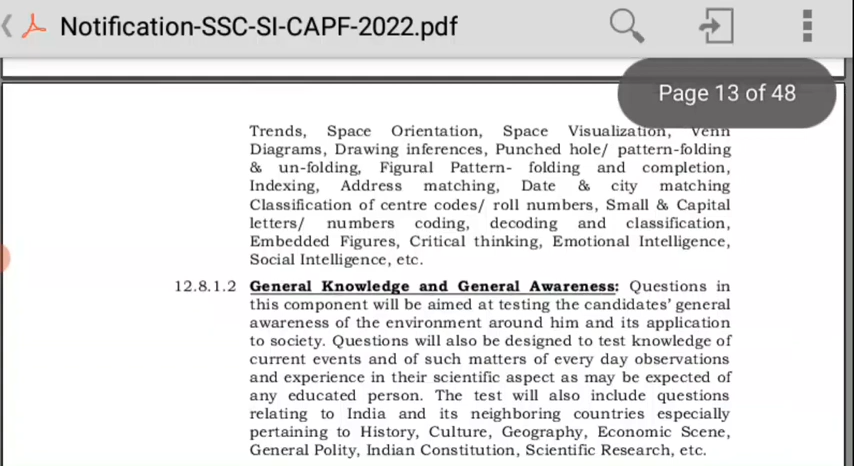 Notification-SSC-SI-CAPF-2022.pdf
Page 13 of 48
Trends, Space Orientation, Space Visualization, Venn
Diagrams, Drawing inferences, Punched hole/ pattern-folding
& un-folding, Figural Pattern- folding and completion,
Indexing, Address matching, Date & city matching
Classification of centre codes/ roll numbers, Small & Capital
letters/ numbers coding, decoding and classification,
Embedded Figures, Critical thinking, Emotional Intelligence,
Social Intelligence, etc.
12.8.1.2 General Knowledge and General Awareness: Questions in
this component will be aimed at testing the candidates' general
awareness of the environment around him and its application
to society. Questions will also be designed to test knowledge of
current events and of such matters of every day observations
and experience in their scientific aspect as may be expected of
any educated person. The test will also include questions
relating to India and its neighboring countries especially
pertaining to History, Culture, Geography, Economic Scene,
General Polity, Indian Constitution, Scientific Research, etc.